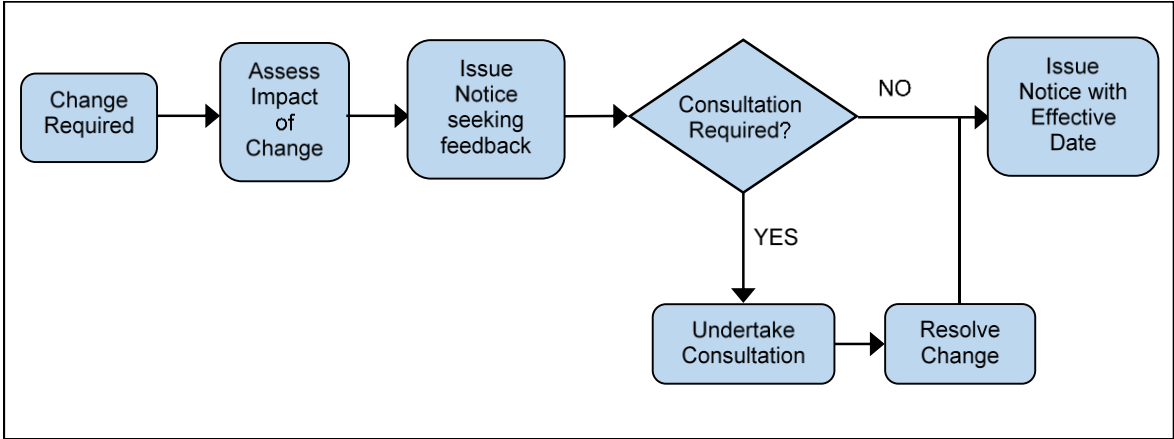 Change
Required
Assess
Impact
of
Change
Issue
Notice
seeking
feedback
Consultation
Required?
NO
Issue
Notice with
Effective
Date
YES
Undertake
Consultation
Resolve
Change